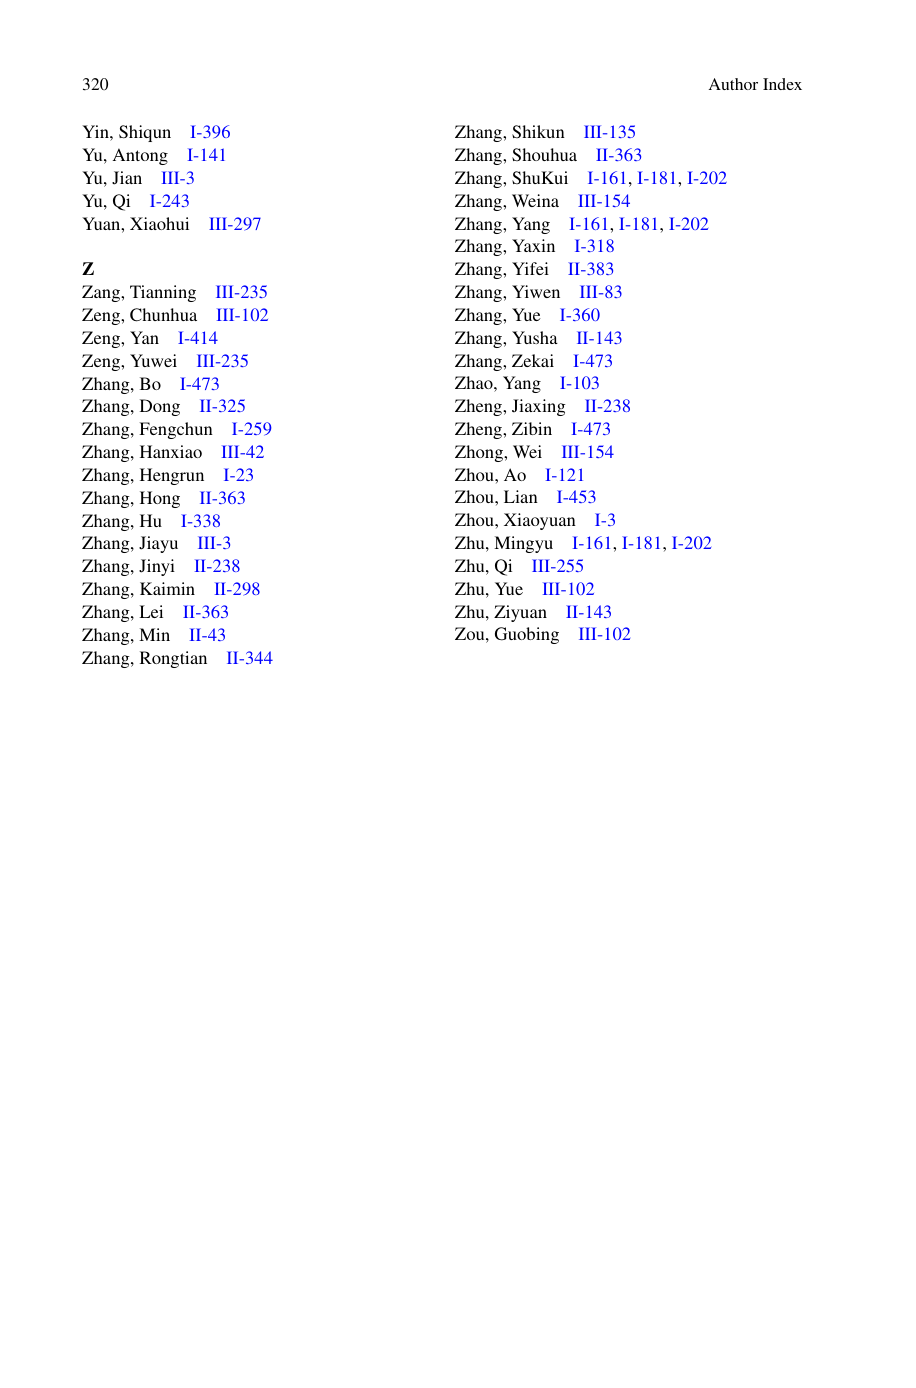 320
Author Index
Yin, Shiqun I-396
Yu, Antong I-141
Yu, Jian III-3
Yu, Qi I-243
Yuan, Xiaohui III-297
Z
Zang, Tianning III-235
Zeng, Chunhua III-102
Zeng, Yan I-414
Zeng, Yuwei III-235
Zhang, Bo I-473
Zhang, Dong II-325
Zhang, Fengchun I-259
Zhang, Hanxiao III-42
Zhang, Hengrun I-23
Zhang, Hong II-363
Zhang, Hu I-338
Zhang, Jiayu III-3
Zhang, Jinyi II-238
Zhang, Kaimin II-298
Zhang, Lei II-363
Zhang, Min II-43
Zhang, Rongtian II-344
Zhang, Shikun III-135
Zhang, Shouhua II-363
Zhang, ShuKui I-161, I-181, I-202
Zhang, Weina III-154
Zhang, Yang I-161, I-181, I-202
Zhang, Yaxin I-318
Zhang, Yifei II-383
Zhang, Yiwen III-83
Zhang, Yue I-360
Zhang, Yusha II-143
Zhang, Zekai I-473
Zhao, Yang I-103
Zheng, Jiaxing II-238
Zheng, Zibin I-473
Zhong, Wei III-154
Zhou, Ao I-121
Zhou, Lian I-453
Zhou, Xiaoyuan I-3
Zhu, Mingyu I-161, I-181, I-202
Zhu, Qi III-255
Zhu, Yue III-102
Zhu, Ziyuan II-143
Zou, Guobing III-102